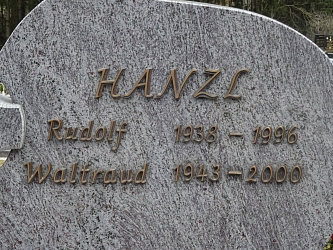 HANZL
Rudolf 1938 – 1996
Waltraud 1943 – 2000